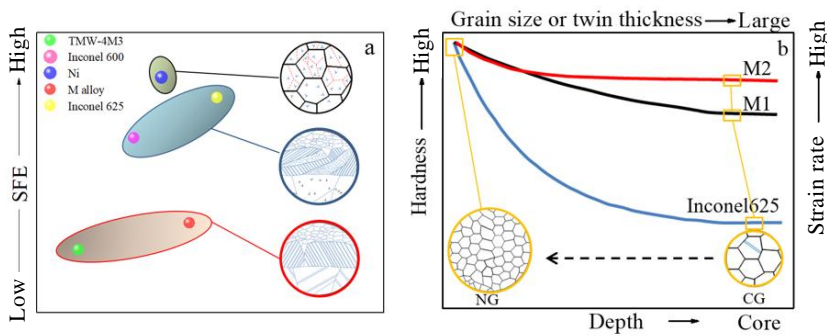 Grain size or twin thickness Large
High
SFE
Low
TMW-4M3
Inconel 600
Ni
M alloy
Inconel 625
a
High
Hardness
b
M2
M1
Inconel625
NG
CG
Depth
Core
High
Strain rate